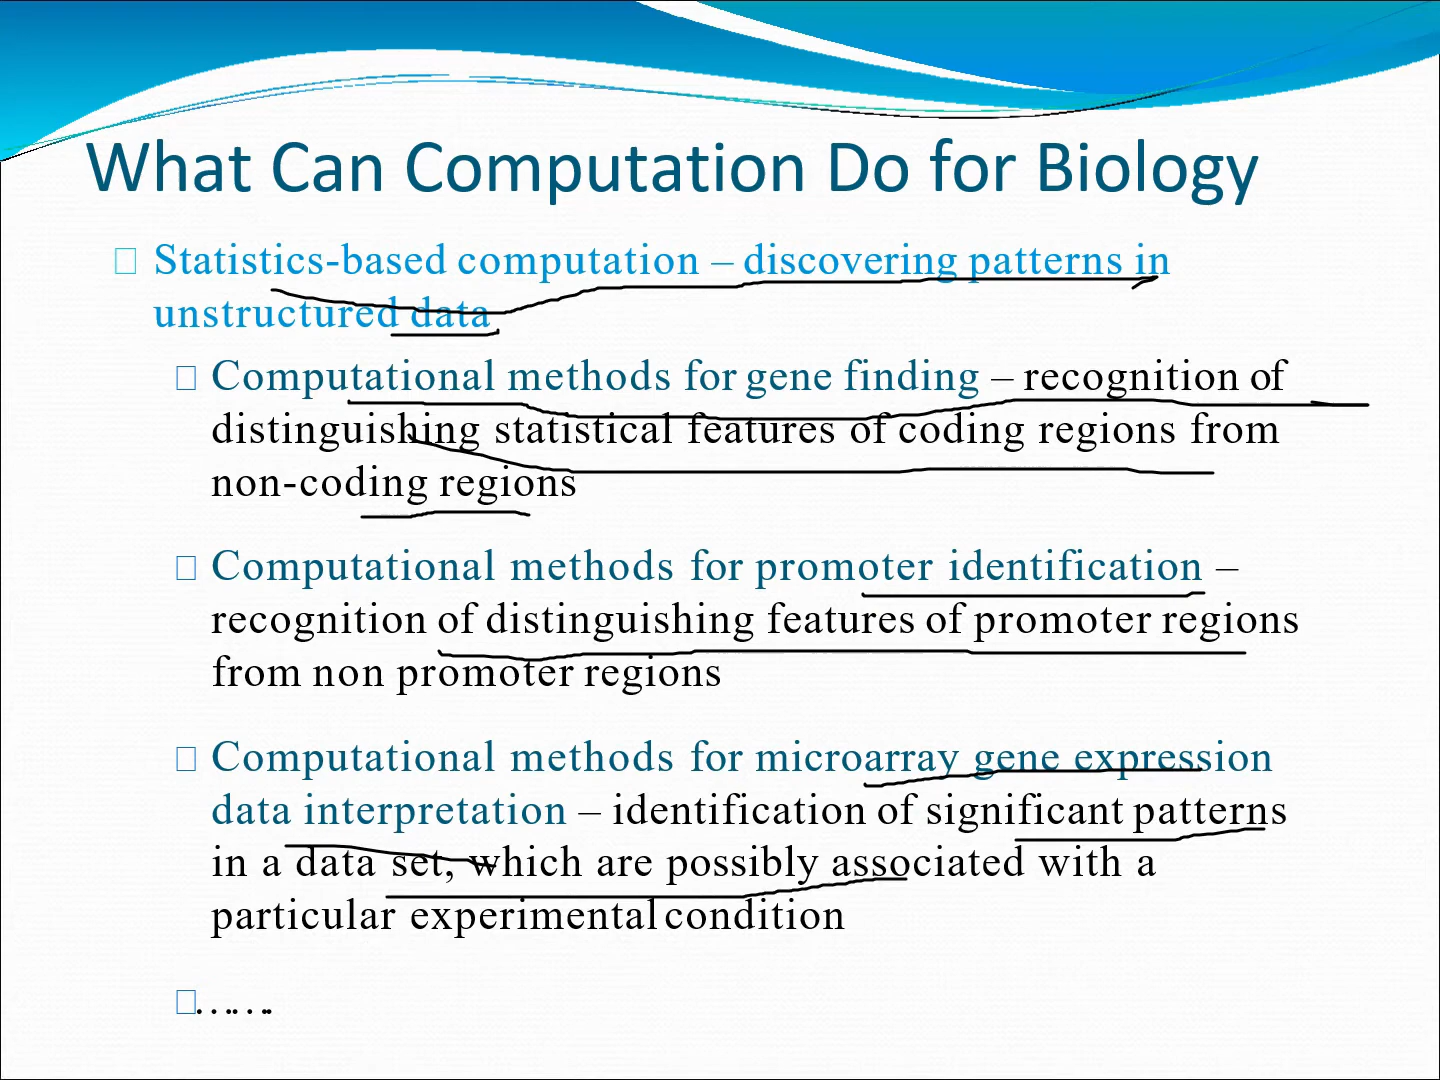 What Can Computation Do for Biology
Statistics-based computation – discovering patterns in
unstructured data
Computational methods for gene finding – recognition of
distinguishing statistical features of coding regions from
non-coding regions
Computational methods for promoter identification –
recognition of distinguishing features of promoter regions
from non promoter regions
Computational methods for microarray gene expression
data interpretation – identification of significant patterns
in a data set, which are possibly associated with a
particular experimental condition
…….